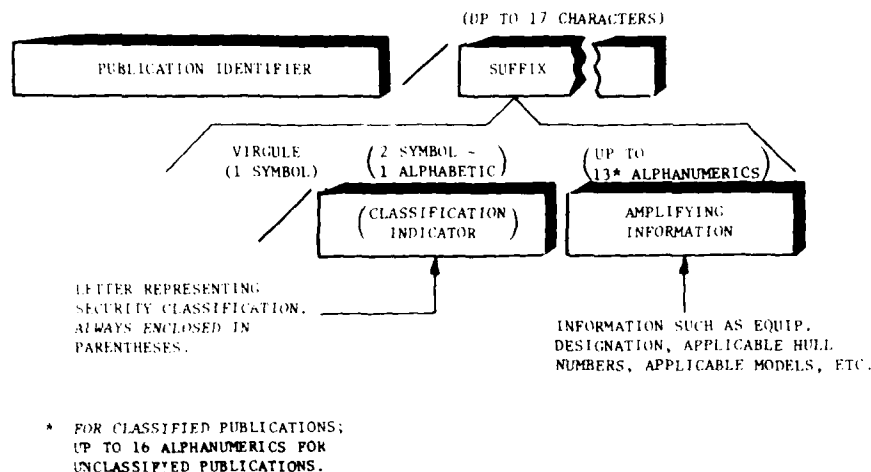 (UP TO 17 CHARACTERS)
PUBLICATION IDENTIFIER
/
SUFFIX
VIRGULE
(1 SYMBOL)
(2 SYMBOL -
1 ALPHABETIC)
(UP TO
13* ALPHANUMERICS)
/
(CLASSIFICATION
INDICATOR)
AMPLIFYING
INFORMATION
LETTER REPRESENTING
SECURITY CLASSIFICATION.
ALWAYS ENCLOSED IN
PARENTHESES.
INFORMATION SUCH AS EQUIP.
DESIGNATION, APPLICABLE HULL
NUMBERS, APPLICABLE MODELS, ETC.
* FOR CLASSIFIED PUBLICATIONS;
UP TO 16 ALPHANUMERICS FOR
UNCLASSIFIED PUBLICATIONS.